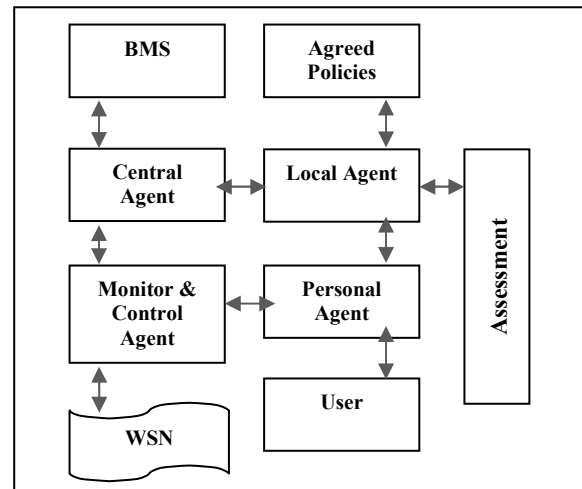 BMS
Agreed
Policies
Central
Agent
Local Agent
Assessment
Monitor &
Control
Agent
Personal
Agent
WSN
User